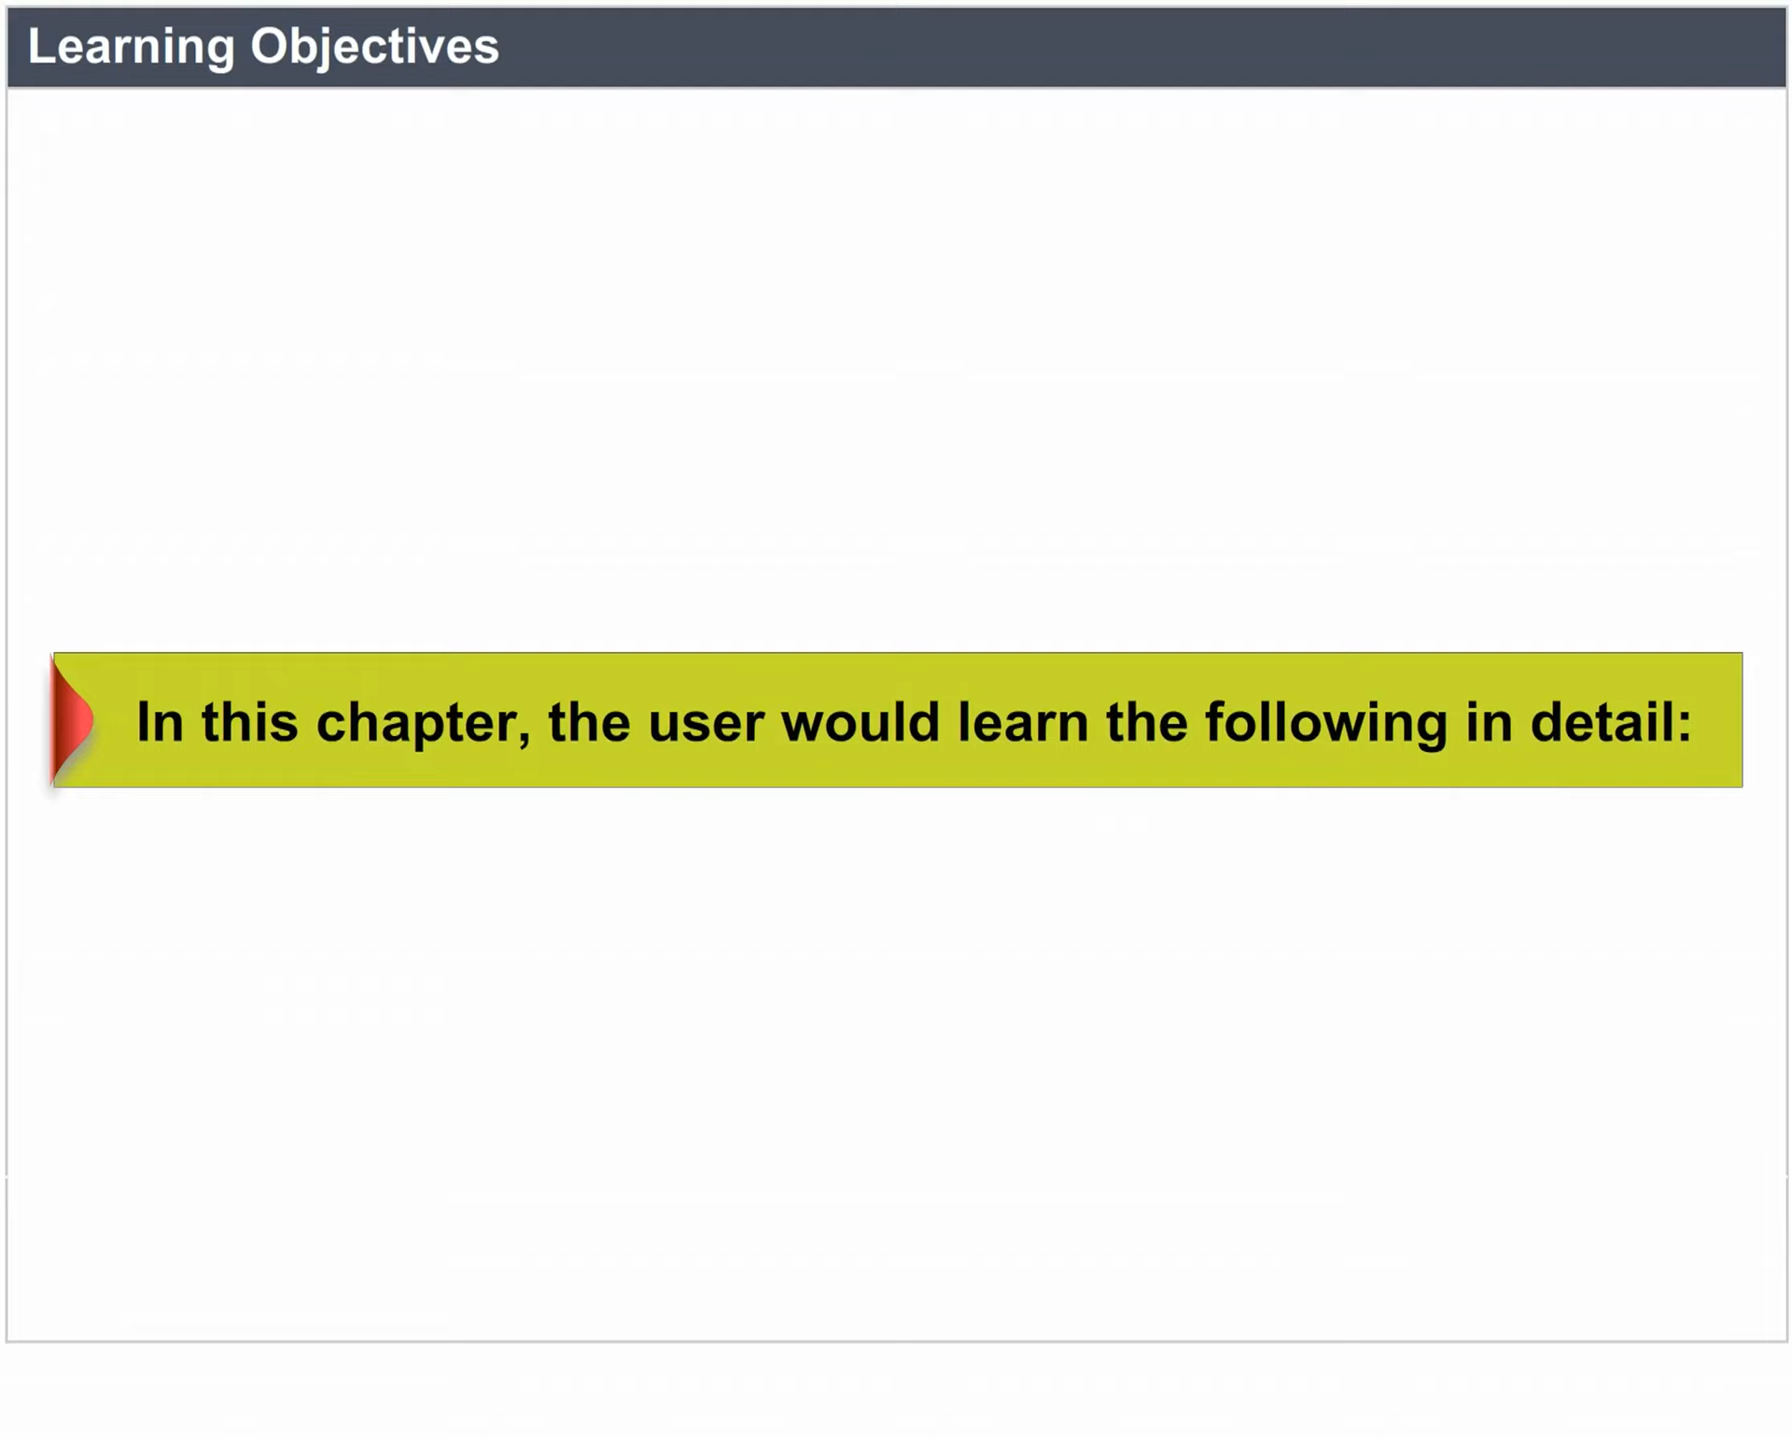 Learning Objectives
In this chapter, the user would learn the following in detail: